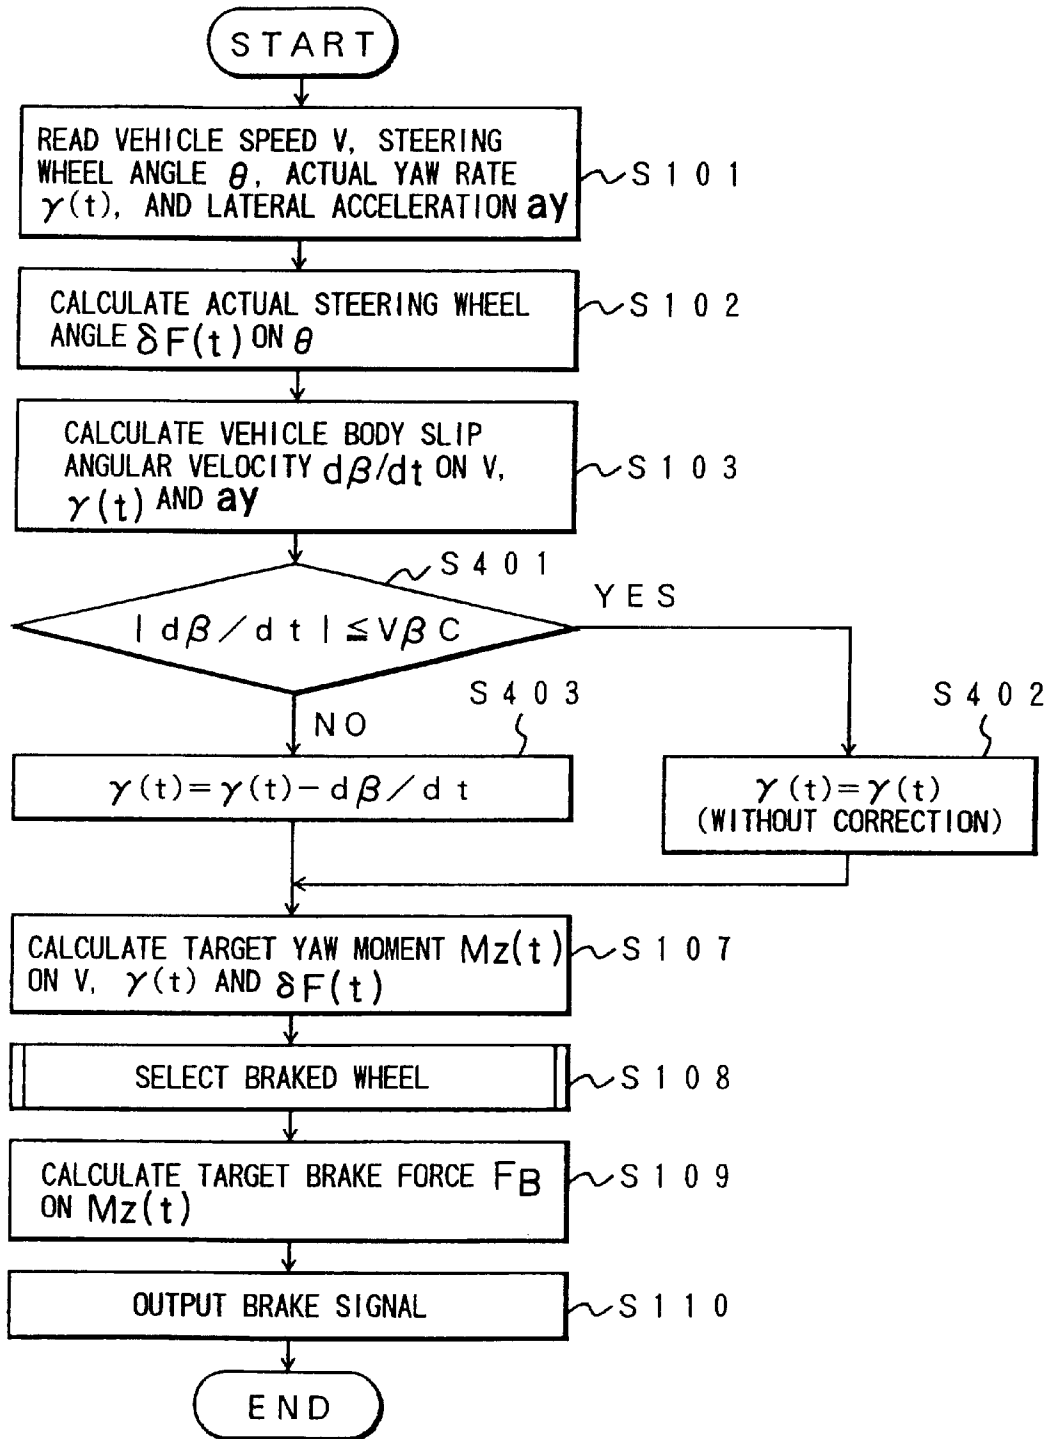 START
READ VEHICLE SPEED V, STEERING
WHEEL ANGLE θ, ACTUAL YAW RATE
γ(t), AND LATERAL ACCELERATION ay
S101
CALCULATE ACTUAL STEERING WHEEL
ANGLE δF(t) ON θ
S102
CALCULATE VEHICLE BODY SLIP
ANGULAR VELOCITY dβ/dt ON V,
γ(t) AND ay
S103
S401
|dβ/dt|≦VβC
YES
NO
S403
γ(t)=γ(t)-dβ/dt
S402
γ(t)=γ(t)
(WITHOUT CORRECTION)
CALCULATE TARGET YAW MOMENT Mz(t)
ON V, γ(t) AND δF(t)
S107
SELECT BRAKED WHEEL
S108
CALCULATE TARGET BRAKE FORCE FB
ON Mz(t)
S109
OUTPUT BRAKE SIGNAL
S110
END